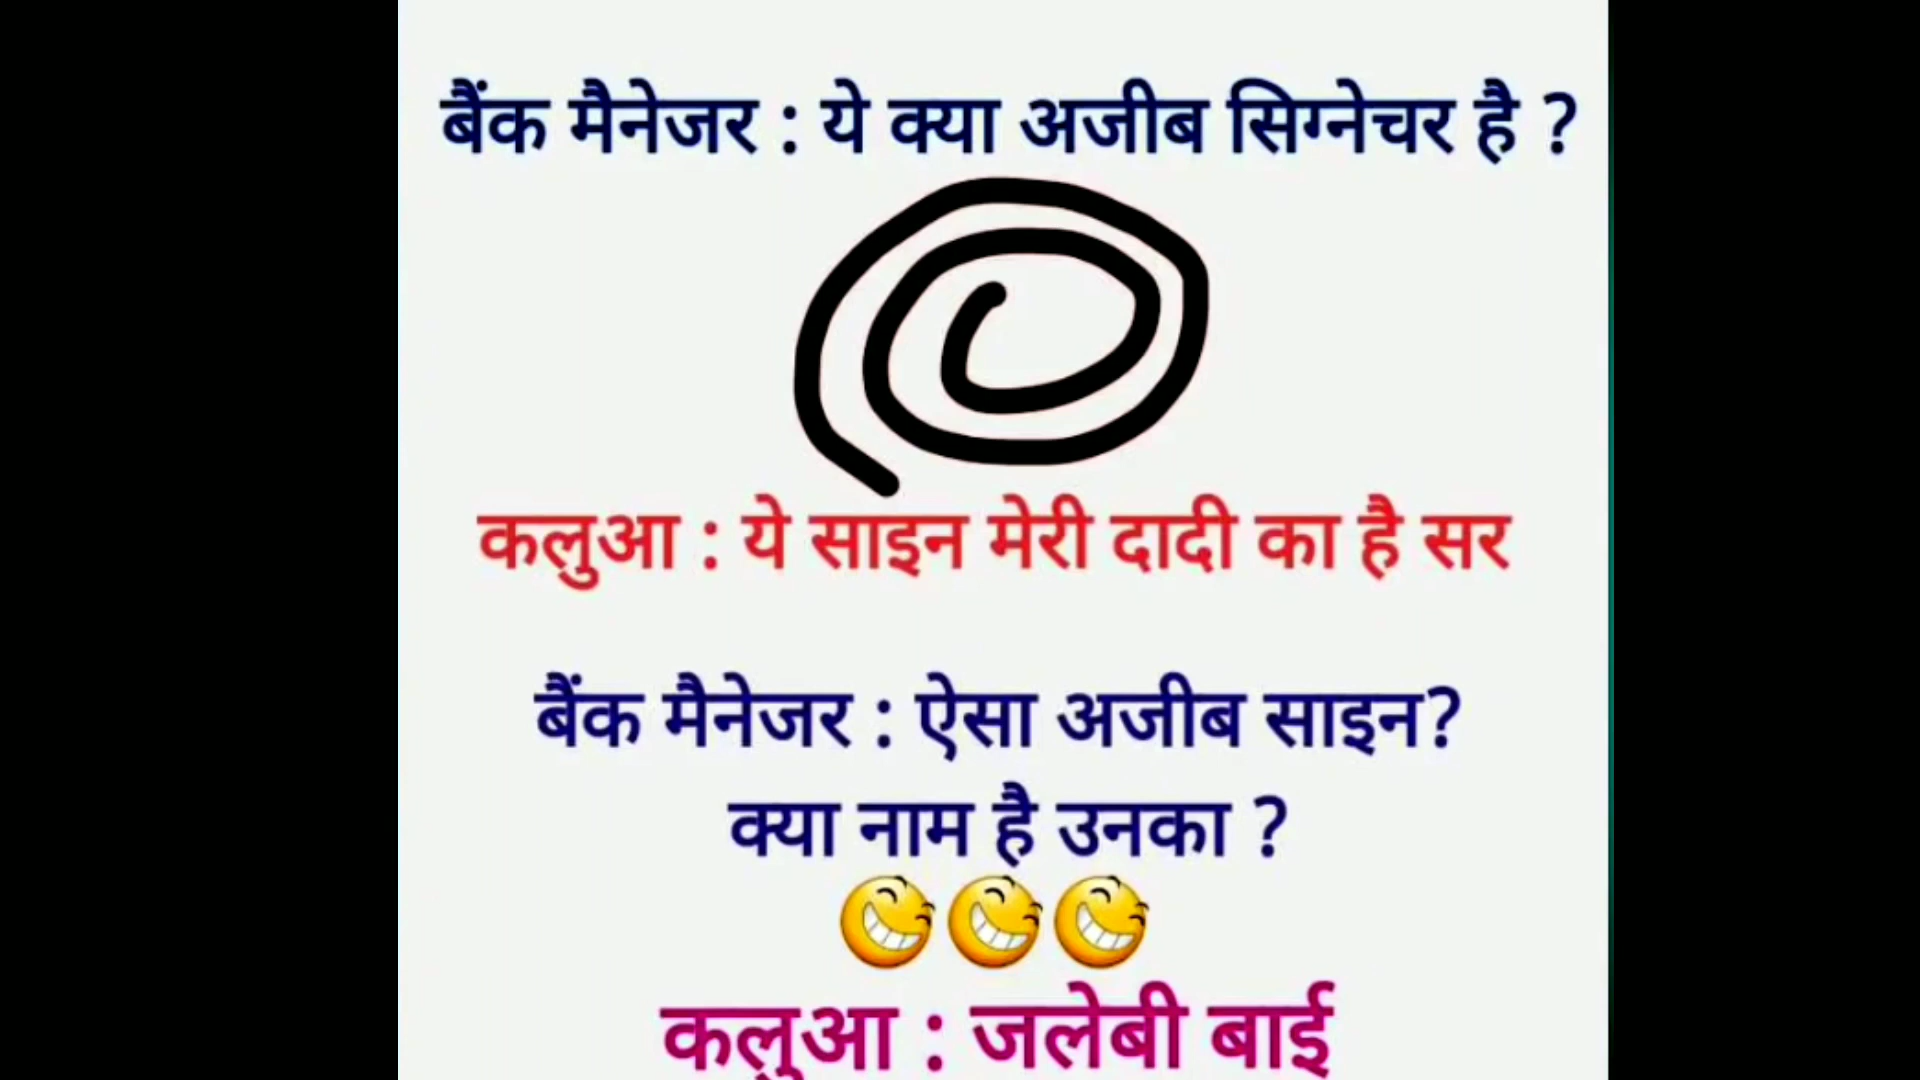 बैंक मैनेजर : ये क्या अजीब सिग्नेचर है ?
कलुआ : ये साइन मेरी दादी का है सर
बैंक मैनेजर : ऐसा अजीब साइन?
क्या नाम है उनका ?
कलुआ : जलेबी बाई